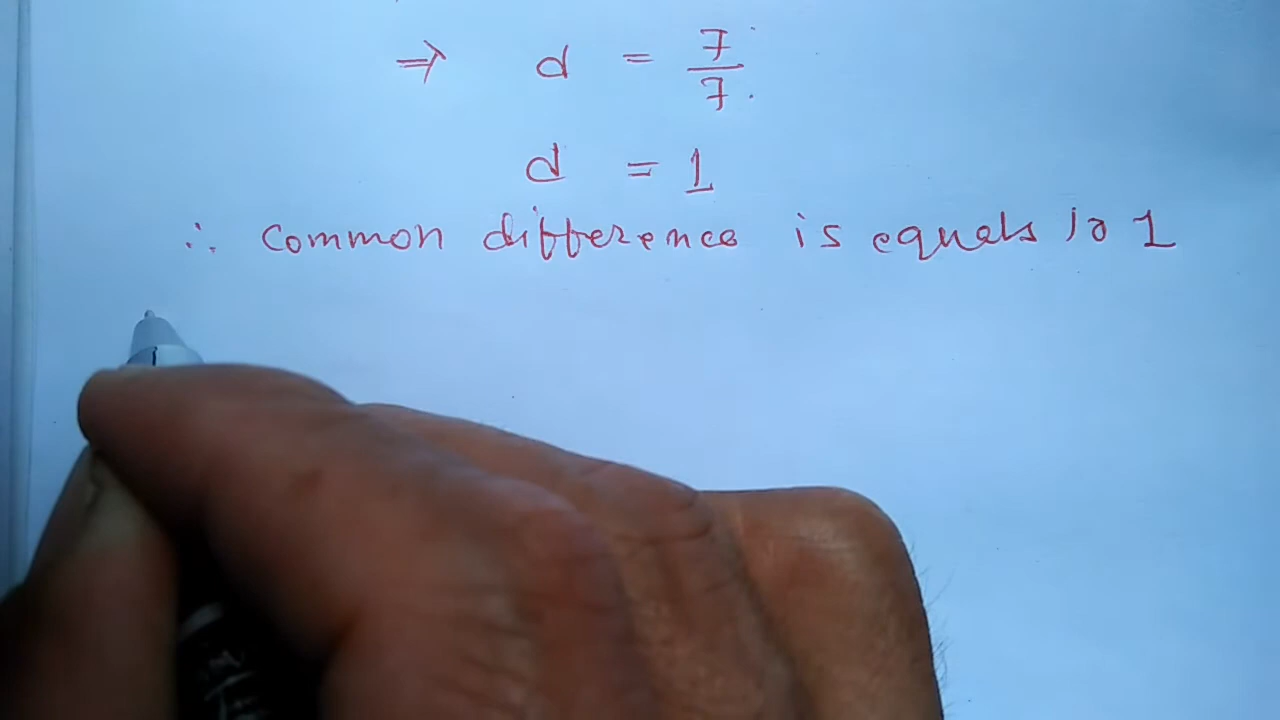 ⇒ d = 7/7
d = 1
∴ Common difference is equals to 1